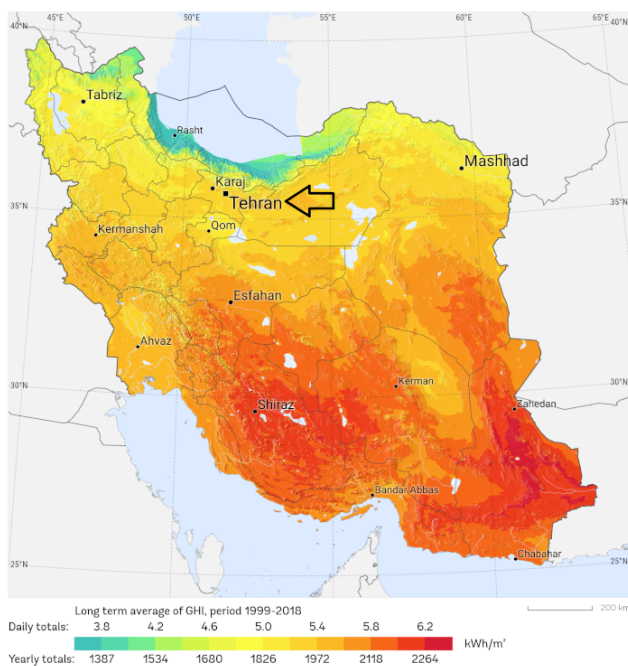 45°E 50°E 55°E 60°E 65°E
40°N
40°N
Tabriz
Rasht
Mashhad
Karaj
Tehran
35°N
35°N
Kermanshah
Qom
Esfahan
Ahvaz
30°N
Kerman
30°N
Shiraz
Zahedan
Bandar Abbas
Chabahar
25°N
25°N
200 km
Long term average of GHI, period 1999-2018
Daily totals: 3.8 4.2 4.6 5.0 5.4 5.8 6.2
kWh/m²
Yearly totals: 1387 1534 1680 1826 1972 2118 2264